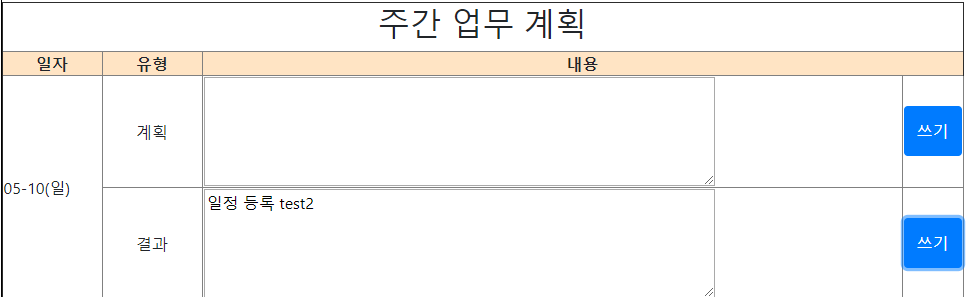 주간 업무 계획
일자 유형 내용
계획 쓰기
05-10(일)
일정 등록 test2
결과 쓰기